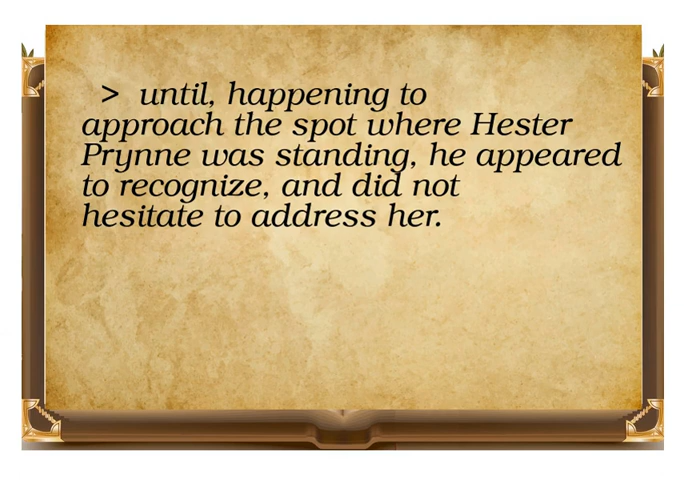 > until, happening to
approach the spot where Hester
Prynne was standing, he appeared
to recognize, and did not
hesitate to address her.